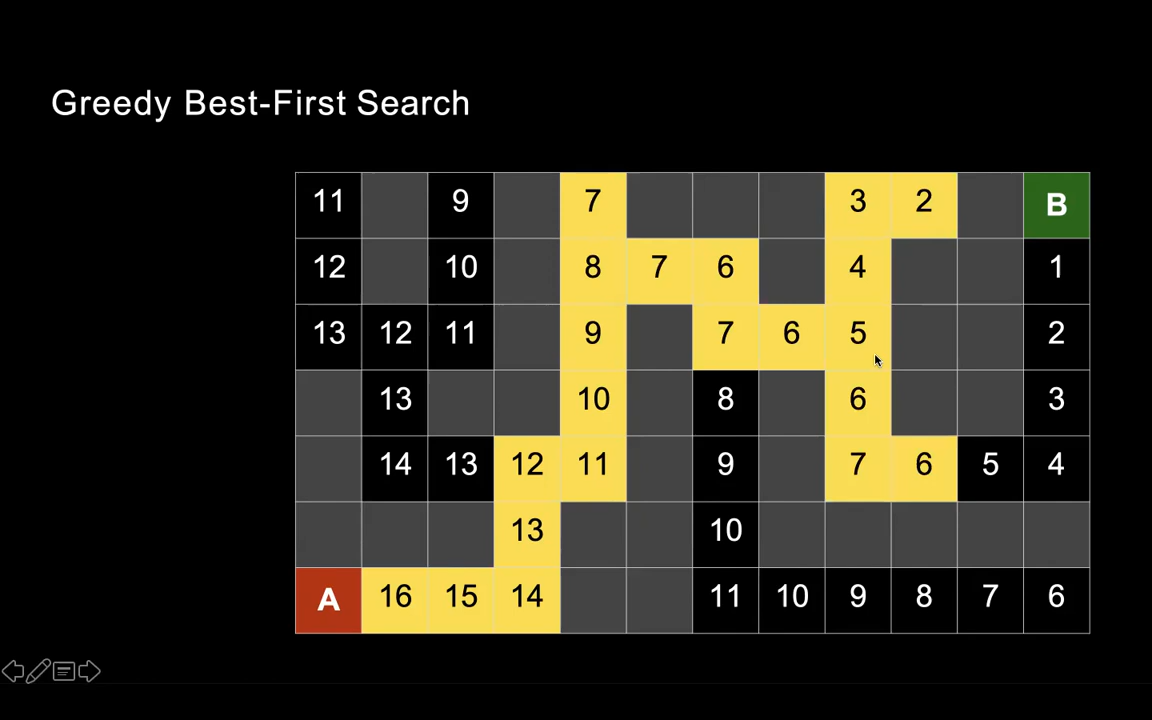 Greedy Best-First Search
11 9 7 3 2 B
12 10 8 7 6 4 1
13 12 11 9 7 6 5 2
13 10 8 6 3
14 13 12 11 9 7 6 5 4
13 10
A 16 15 14 11 10 9 8 7 6